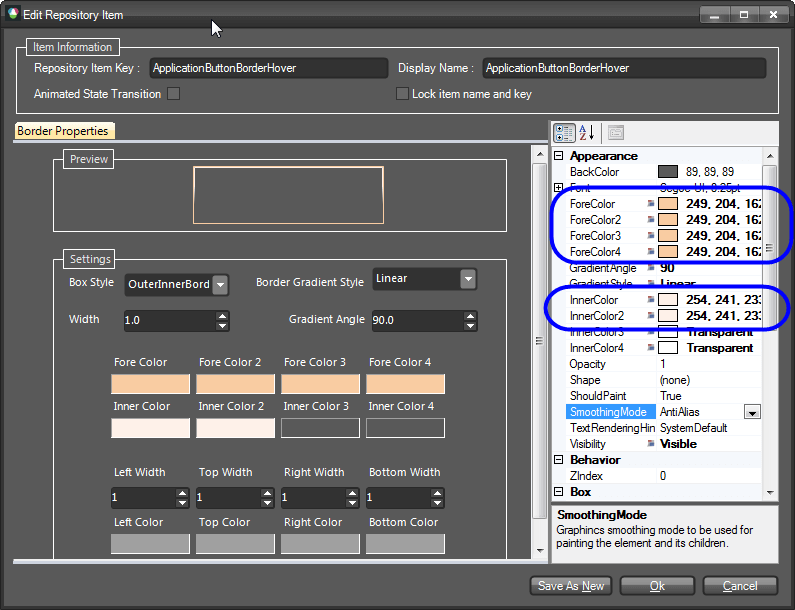 Edit Repository Item
Item Information
Repository Item Key : ApplicationButtonBorderHover Display Name : ApplicationButtonBorderHover
Animated State Transition Lock item name and key
Border Properties
Preview
Settings
Box Style OuterInnerBord Border Gradient Style Linear
Width 1.0 Gradient Angle 90.0
Fore Color Fore Color 2 Fore Color 3 Fore Color 4
Inner Color Inner Color 2 Inner Color 3 Inner Color 4
Left Width Top Width Right Width Bottom Width
1 1 1 1
Left Color Top Color Right Color Bottom Color
Appearance
BackColor 89, 89, 89
Font Segoe UI, 8.25pt
ForeColor 249, 204, 162
ForeColor2 249, 204, 162
ForeColor3 249, 204, 162
ForeColor4 249, 204, 162
GradientAngle 90
GradientStyle Linear
InnerColor 254, 241, 233
InnerColor2 254, 241, 233
InnerColor3 Transparent
InnerColor4 Transparent
Opacity 1
Shape (none)
ShouldPaint True
SmoothingMode AntiAlias
TextRenderingHin SystemDefault
Visibility Visible
Behavior
ZIndex 0
Box
SmoothingMode
Graphincs smoothing mode to be used for
painting the element and its children.
Save As New Ok Cancel